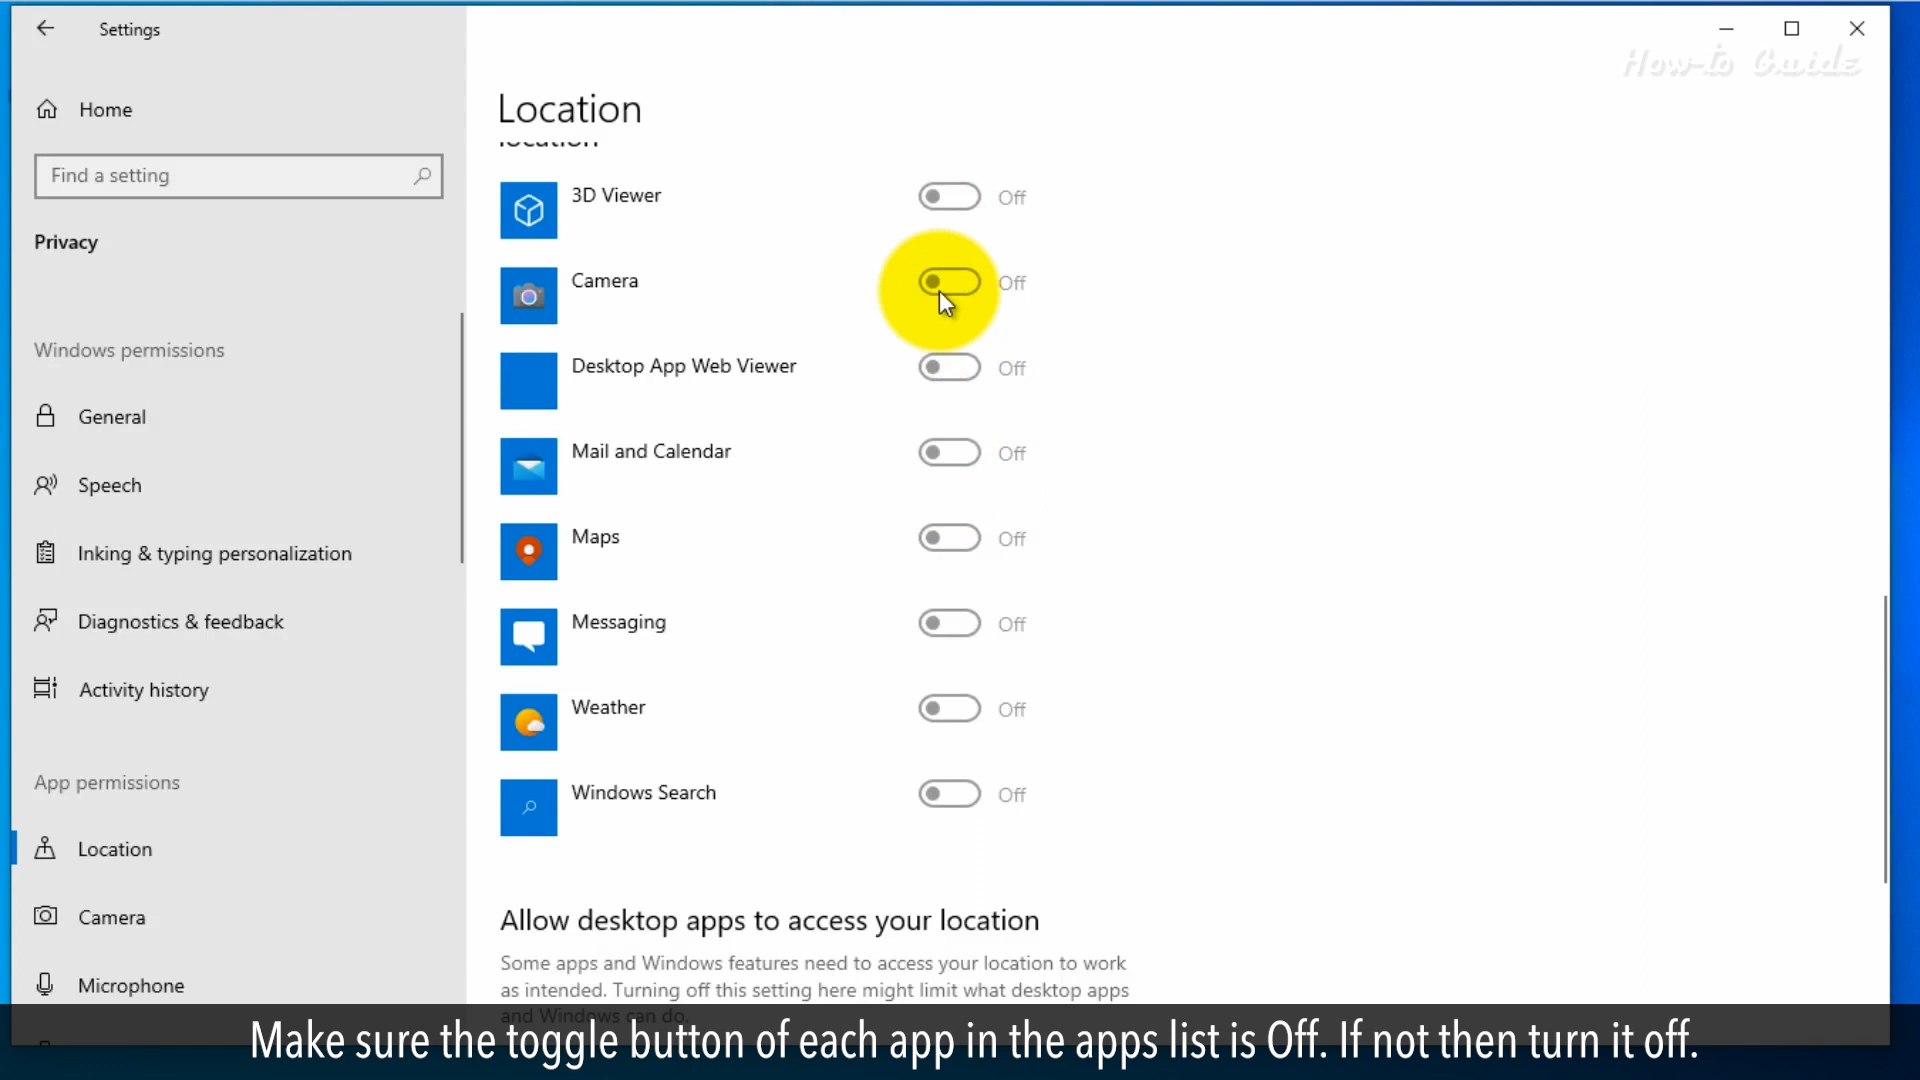 Settings
How-to Guide
Home
Find a setting
Privacy
Windows permissions
General
Speech
Inking & typing personalization
Diagnostics & feedback
Activity history
App permissions
Location
Camera
Microphone
Location
location
3D Viewer Off
Camera Off
Desktop App Web Viewer Off
Mail and Calendar Off
Maps Off
Messaging Off
Weather Off
Windows Search Off
Allow desktop apps to access your location
Some apps and Windows features need to access your location to work
as intended. Turning off this setting here might limit what desktop apps
and Windows can do.
Make sure the toggle button of each app in the apps list is Off. If not then turn it off.